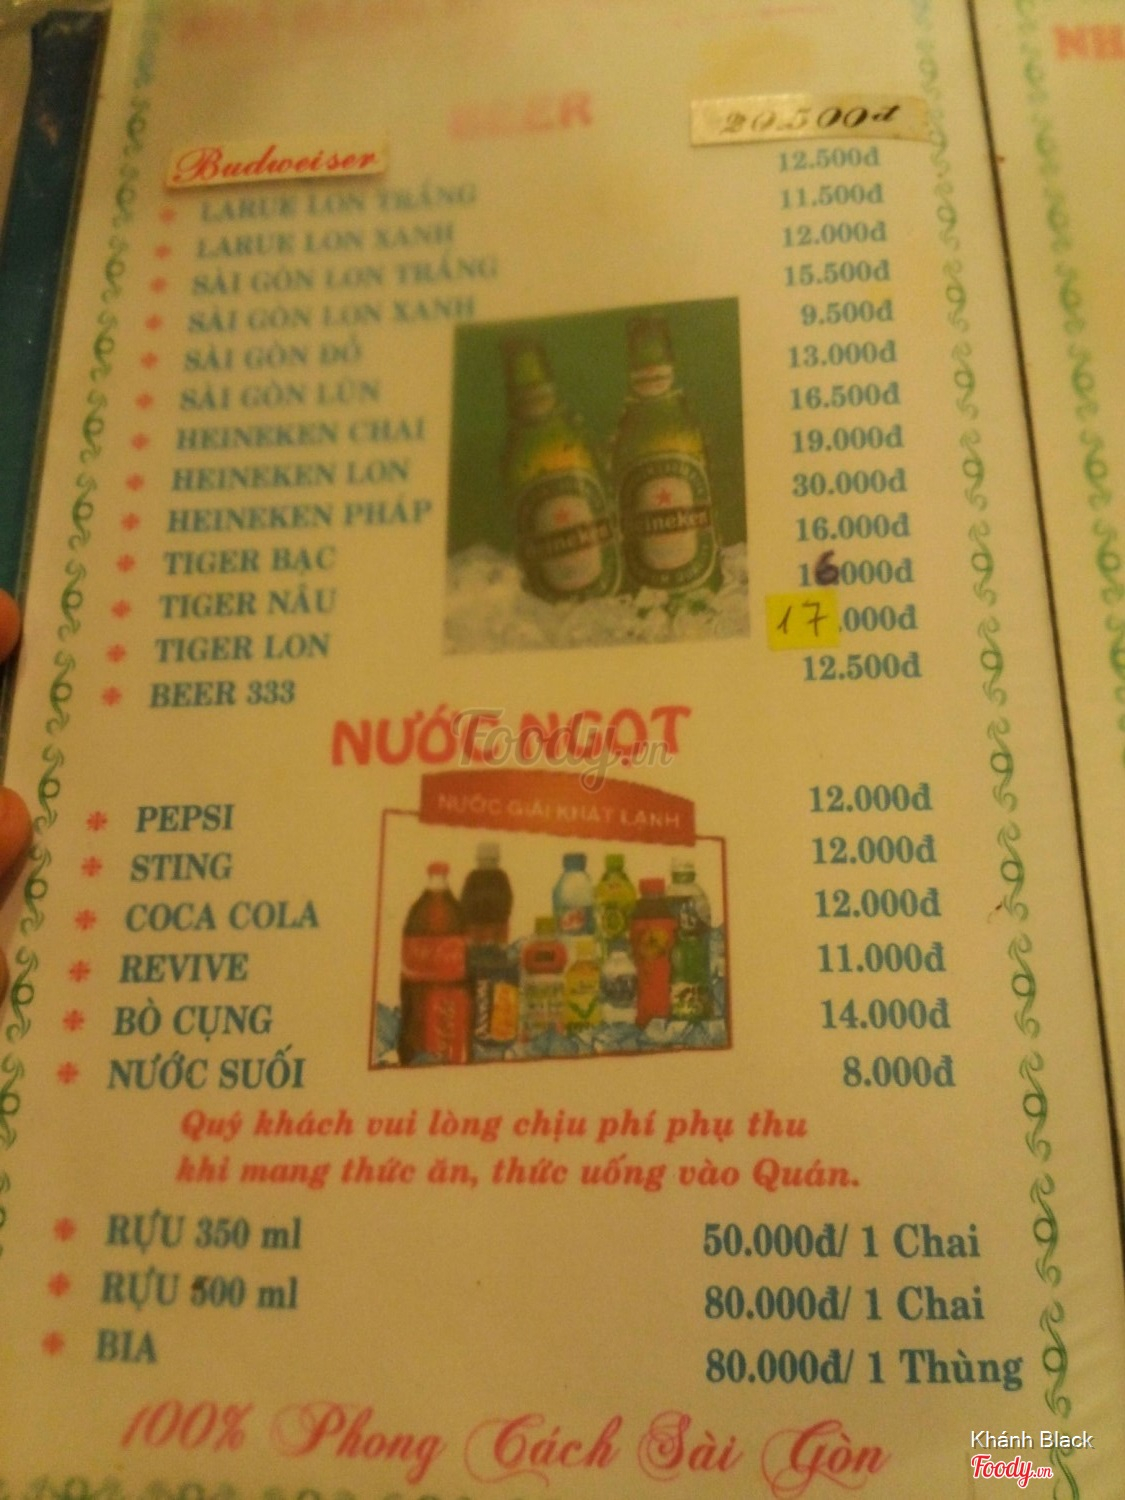 BEER
Budweiser 20.500đ
LARUE LON TRẮNG 12.500đ
LARUE LON XANH 11.500đ
SÀI GÒN LON TRẮNG 12.000đ
SÀI GÒN LON XANH 15.500đ
SÀI GÒN ĐỎ 9.500đ
SÀI GÒN LÙN 13.000đ
HEINEKEN CHAI 16.500đ
HEINEKEN LON 19.000đ
HEINEKEN PHÁP 30.000đ
TIGER BẠC 16.000đ
TIGER NÂU 16.000đ
TIGER LON 17.000đ
BEER 333 12.500đ
Heineken
Heineken
NƯỚC NGỌT
Foody.vn
NƯỚC GIẢI KHÁT LẠNH
PEPSI 12.000đ
STING 12.000đ
COCA COLA 12.000đ
REVIVE 11.000đ
BÒ CỤNG 14.000đ
NƯỚC SUỐI 8.000đ
Quý khách vui lòng chịu phí phụ thu
khi mang thức ăn, thức uống vào Quán.
RỰU 350 ml 50.000đ/ 1 Chai
RỰU 500 ml 80.000đ/ 1 Chai
BIA 80.000đ/ 1 Thùng
100% Phong Cách Sài Gòn
NH
Khánh Black
Foody.vn